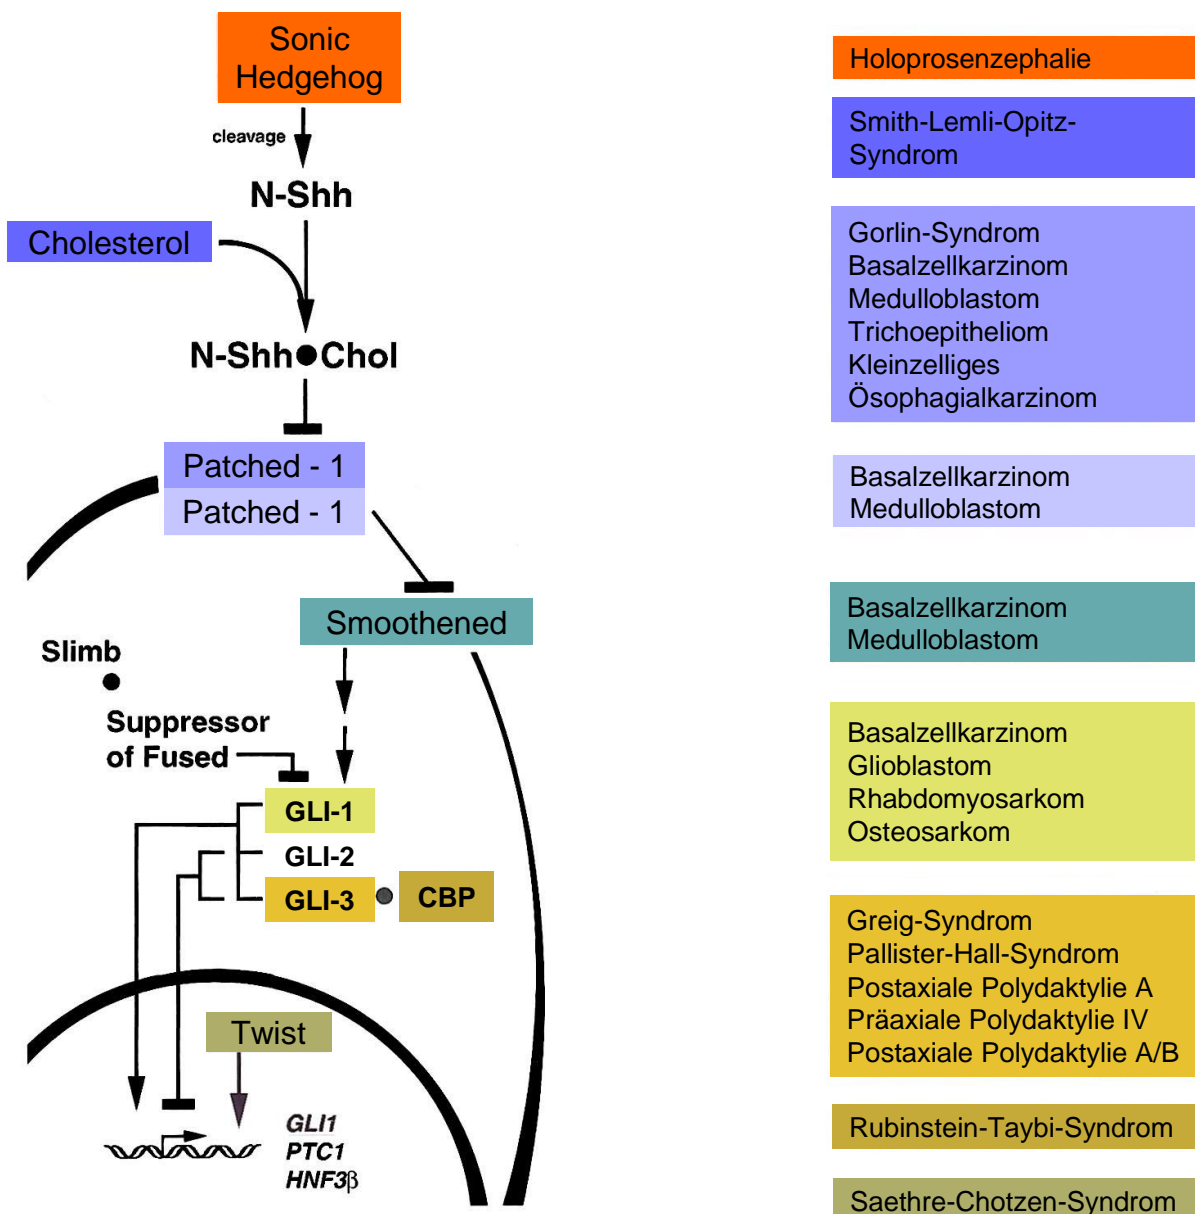 Sonic
Hedgehog
cleavage
N-Shh
Cholesterol
N-Shh●Chol
Patched - 1
Patched - 1
Smoothened
Slimb
Suppressor
of Fused
GLI-1
GLI-2
GLI-3
CBP
Twist
GLI1
PTC1
HNF3β
Holoprosenzephalie
Smith-Lemli-Opitz-
Syndrom
Gorlin-Syndrom
Basalzellkarzinom
Medulloblastom
Trichoepitheliom
Kleinzelliges
Ösophagialkarzinom
Basalzellkarzinom
Medulloblastom
Basalzellkarzinom
Medulloblastom
Basalzellkarzinom
Glioblastom
Rhabdomyosarkom
Osteosarkom
Greig-Syndrom
Pallister-Hall-Syndrom
Postaxiale Polydaktylie A
Präaxiale Polydaktylie IV
Postaxiale Polydaktylie A/B
Rubinstein-Taybi-Syndrom
Saethre-Chotzen-Syndrom